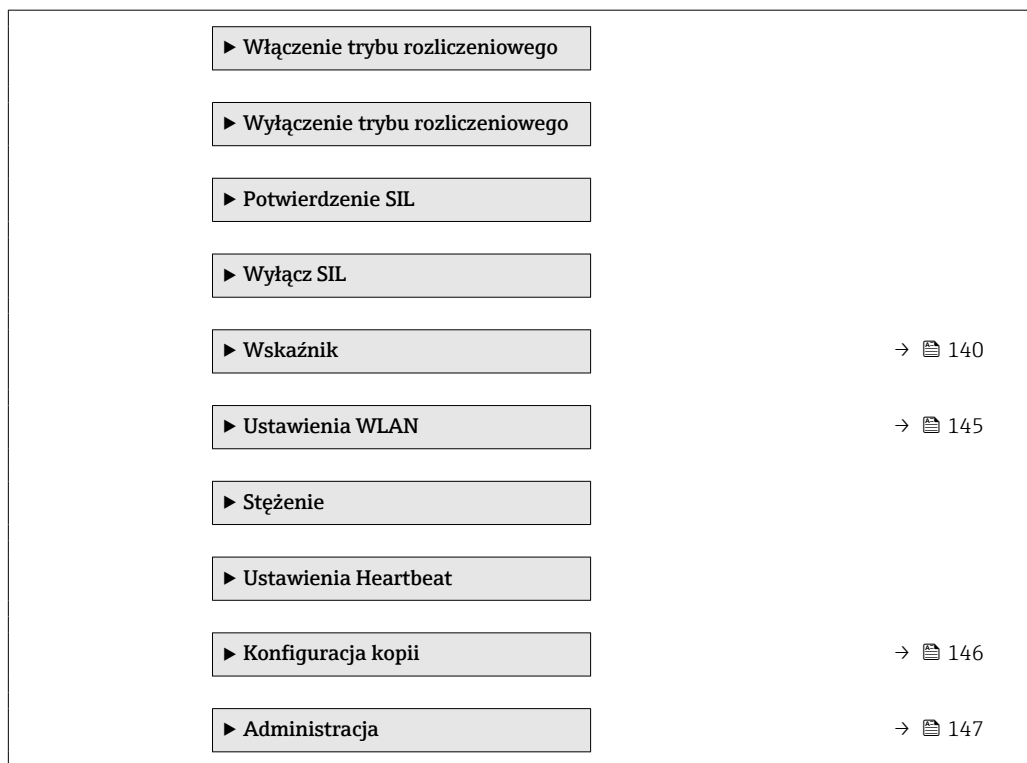 ▶ Włączenie trybu rozliczeniowego
▶ Wyłączenie trybu rozliczeniowego
▶ Potwierdzenie SIL
▶ Wyłącz SIL
▶ Wskaźnik → 140
▶ Ustawienia WLAN → 145
▶ Stężenie
▶ Ustawienia Heartbeat
▶ Konfiguracja kopii → 146
▶ Administracja → 147